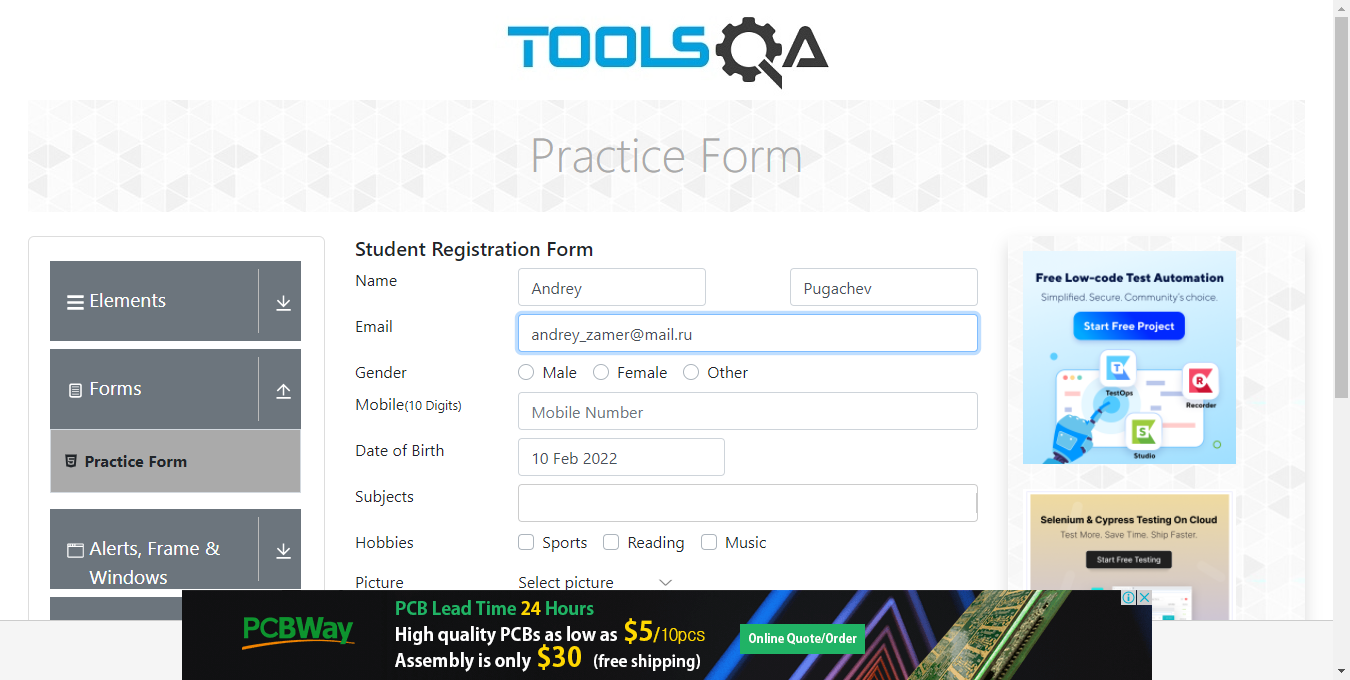 TOOLSQA
Practice Form
Elements
Forms
Practice Form
Alerts, Frame &
Windows
Student Registration Form
Name
Andrey
Pugachev
Email
andrey_zamer@mail.ru
Gender
Male
Female
Other
Mobile(10 Digits)
Mobile Number
Date of Birth
10 Feb 2022
Subjects
Hobbies
Sports
Reading
Music
Picture
Select picture
Free Low-code Test Automation
Simplified. Secure. Community's choice.
Start Free Project
T
TestOps
R
Recorder
S
Studio
Selenium & Cypress Testing On Cloud
Test More. Save Time. Ship Faster.
Start Free Testing
PCBWay
PCB Lead Time 24 Hours
High quality PCBs as low as $5/10pcs
Assembly is only $30 (free shipping)
Online Quote/Order